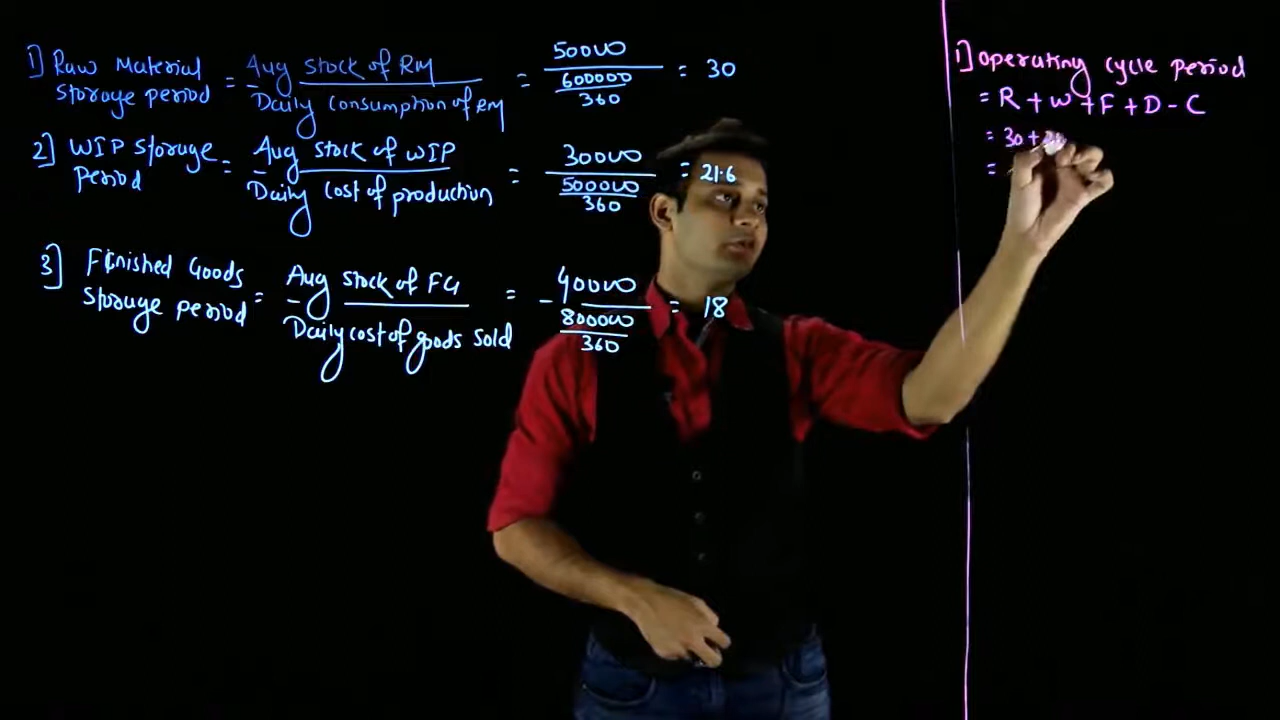 1] Raw Material storage period = Avg stock of RM / Daily consumption of RM = 50000 / 600000 / 360 = 30
2] WIP Storage period = Avg stock of WIP / Daily cost of production = 30000 / 500000 / 360 = 21.6
3] Finished Goods storage period = Avg stock of FG / Daily cost of goods sold = 40000 / 800000 / 360 = 18
1] Operating cycle period
= R + W + F + D - C
= 30 +
=